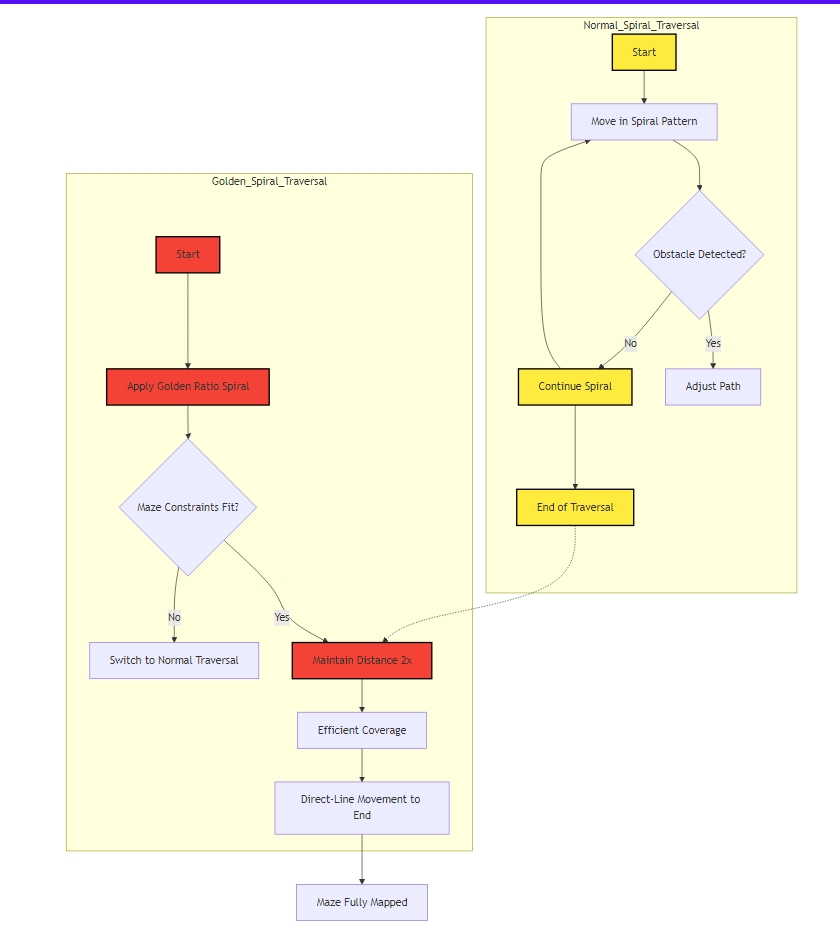 Normal_Spiral_Traversal
Start
Move in Spiral Pattern
Obstacle Detected?
No
Yes
Continue Spiral
Adjust Path
End of Traversal
Golden_Spiral_Traversal
Start
Apply Golden Ratio Spiral
Maze Constraints Fit?
No
Yes
Switch to Normal Traversal
Maintain Distance 2x
Efficient Coverage
Direct-Line Movement to
End
Maze Fully Mapped